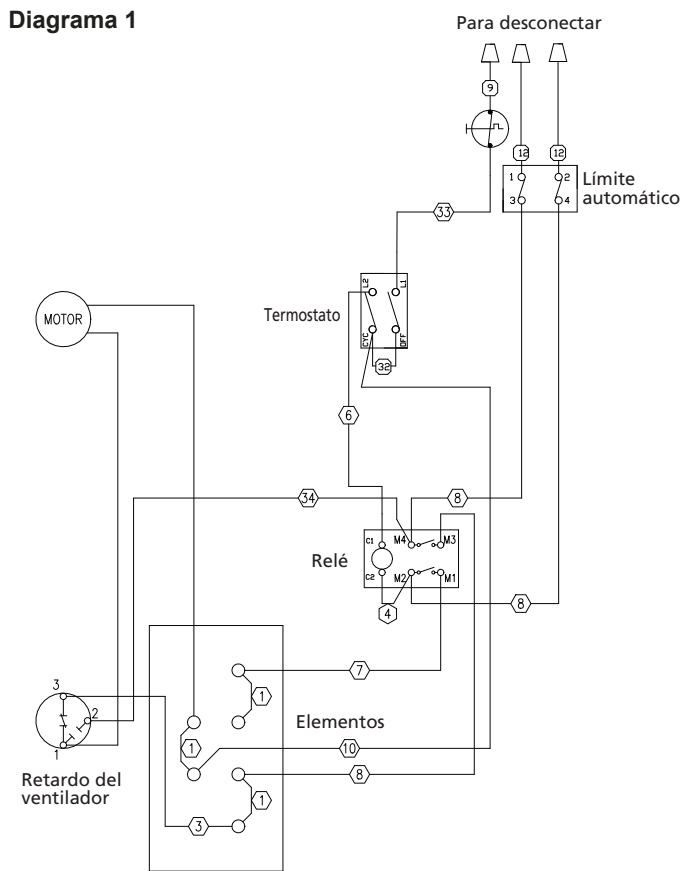 Diagrama 1
Para desconectar
9
12
12
1
2
3
4
Límite
automático
33
L2
L1
Termostato
CYC
OFF
32
MOTOR
6
34
8
C1
M4
M3
Relé
C2
M2
M1
4
8
7
1
3
2
1
Elementos
1
10
8
1
3
Retardo del
ventilador
1